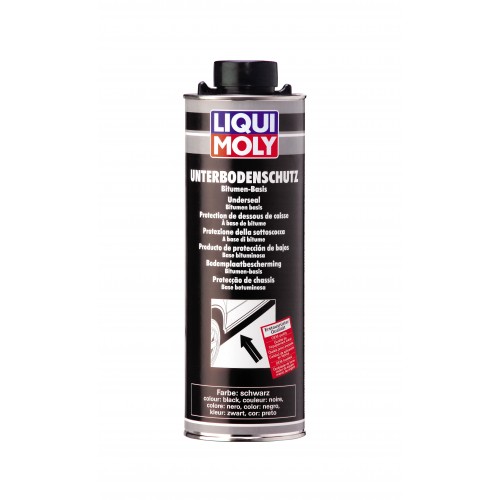 LIQUI
MOLY
UNTERBODENSCHUTZ
Bitumen-Basis
Underseal
Bitumen basis
Protection de dessous de caisse
À base de bitume
Protezione della sottoscocca
A base di bitume
Producto de protección de bajos
Base bituminosa
Bodemplaatbescherming
Bitumen-basis
Protecção do chassis
Base betuminosa
Farbe: schwarz
colour: black, couleur: noire,
colore: nero, color: negro,
kleur: zwart, cor: preto